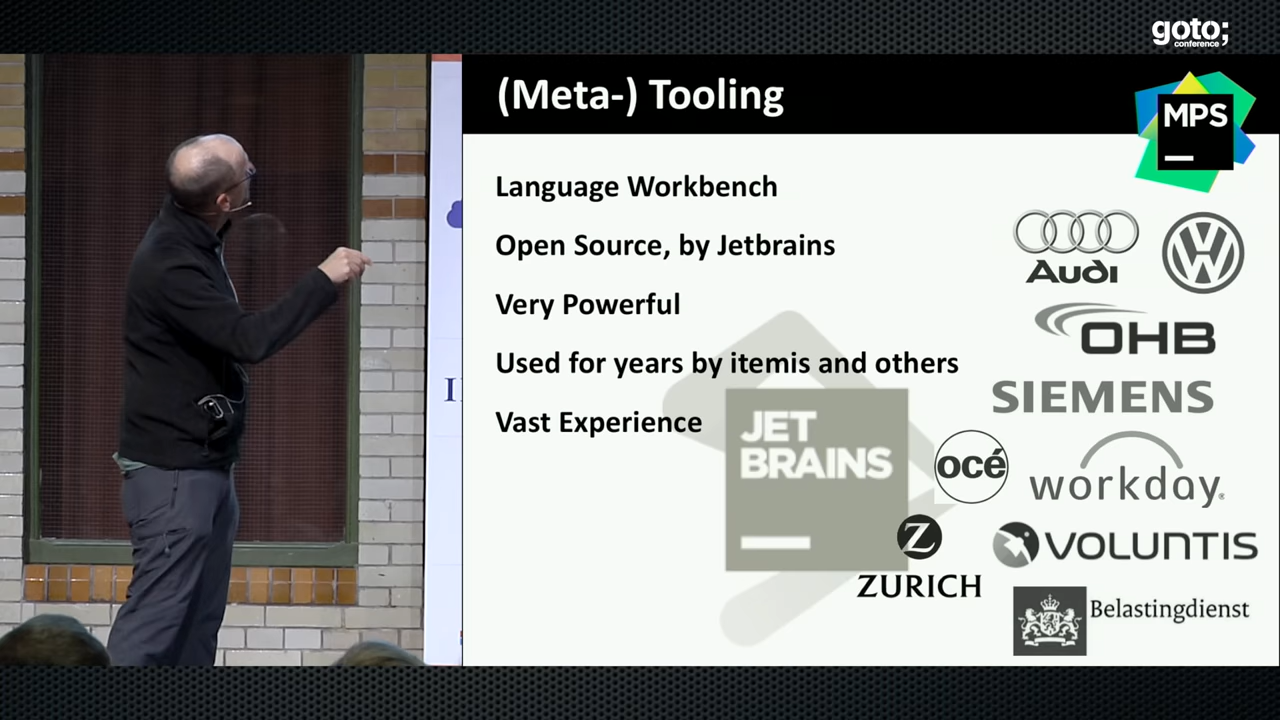 goto;
conference
(Meta-) Tooling
MPS
Language Workbench
Open Source, by Jetbrains
Very Powerful
Used for years by itemis and others
Vast Experience
JET
BRAINS
Audi
OHB
SIEMENS
océ
workday.
Z
ZURICH
VOLUNTIS
Belastingdienst